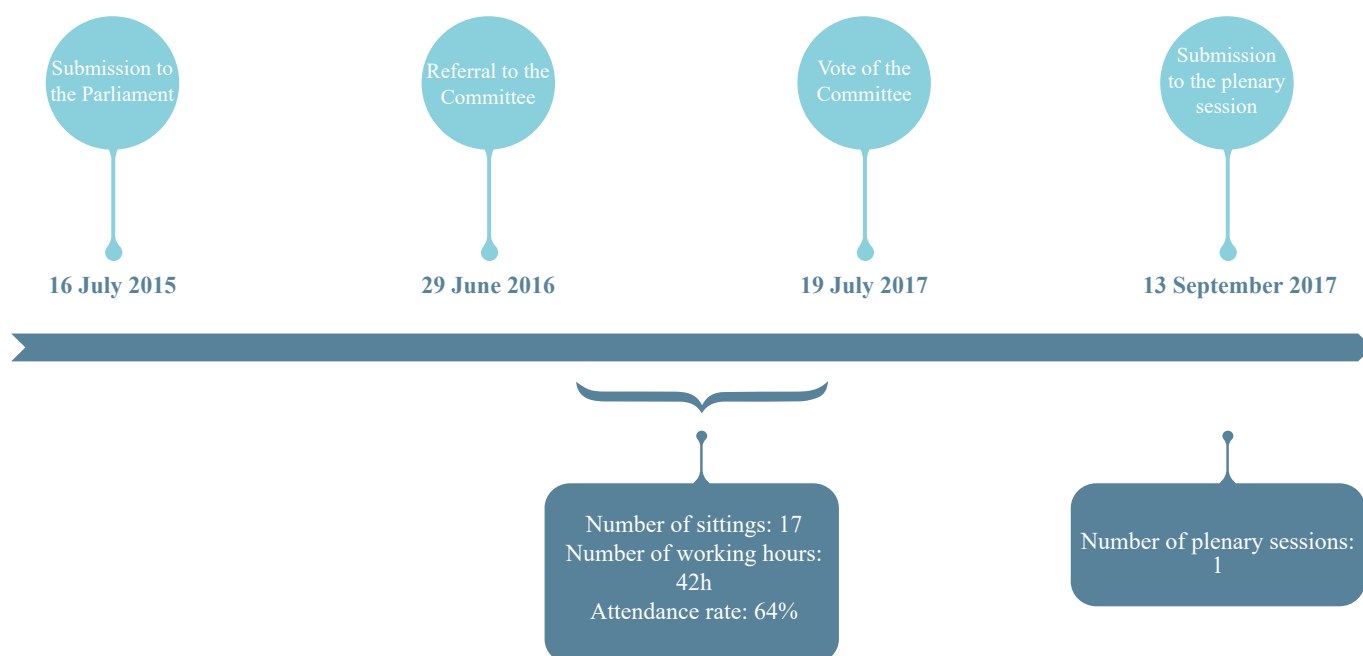 Submission to
the Parliament
Referral to the
Committee
Vote of the
Committee
Submission
to the plenary
session
16 July 2015
29 June 2016
19 July 2017
13 September 2017
Number of sittings: 17
Number of working hours:
42h
Attendance rate: 64%
Number of plenary sessions:
1